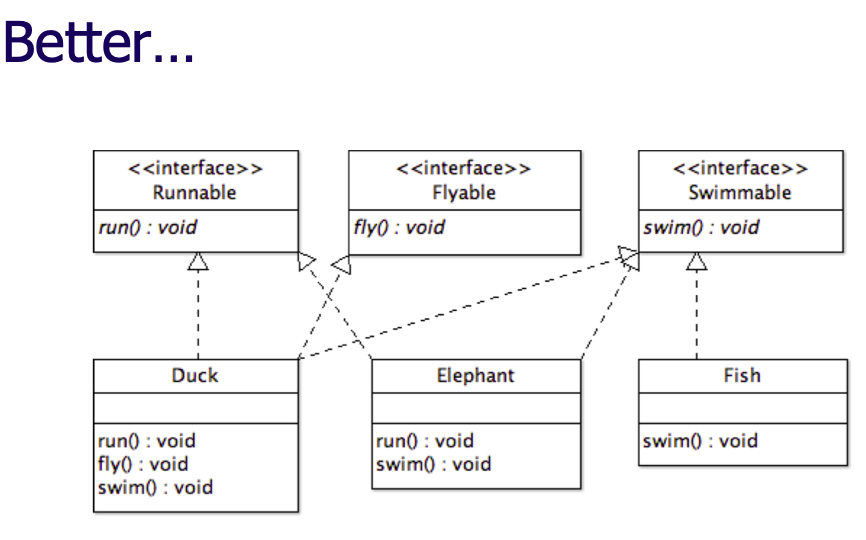 Better...
<<interface>>
Runnable
run() : void
<<interface>>
Flyable
fly() : void
<<interface>>
Swimmable
swim() : void
Duck
run() : void
fly() : void
swim() : void
Elephant
run() : void
swim() : void
Fish
swim() : void